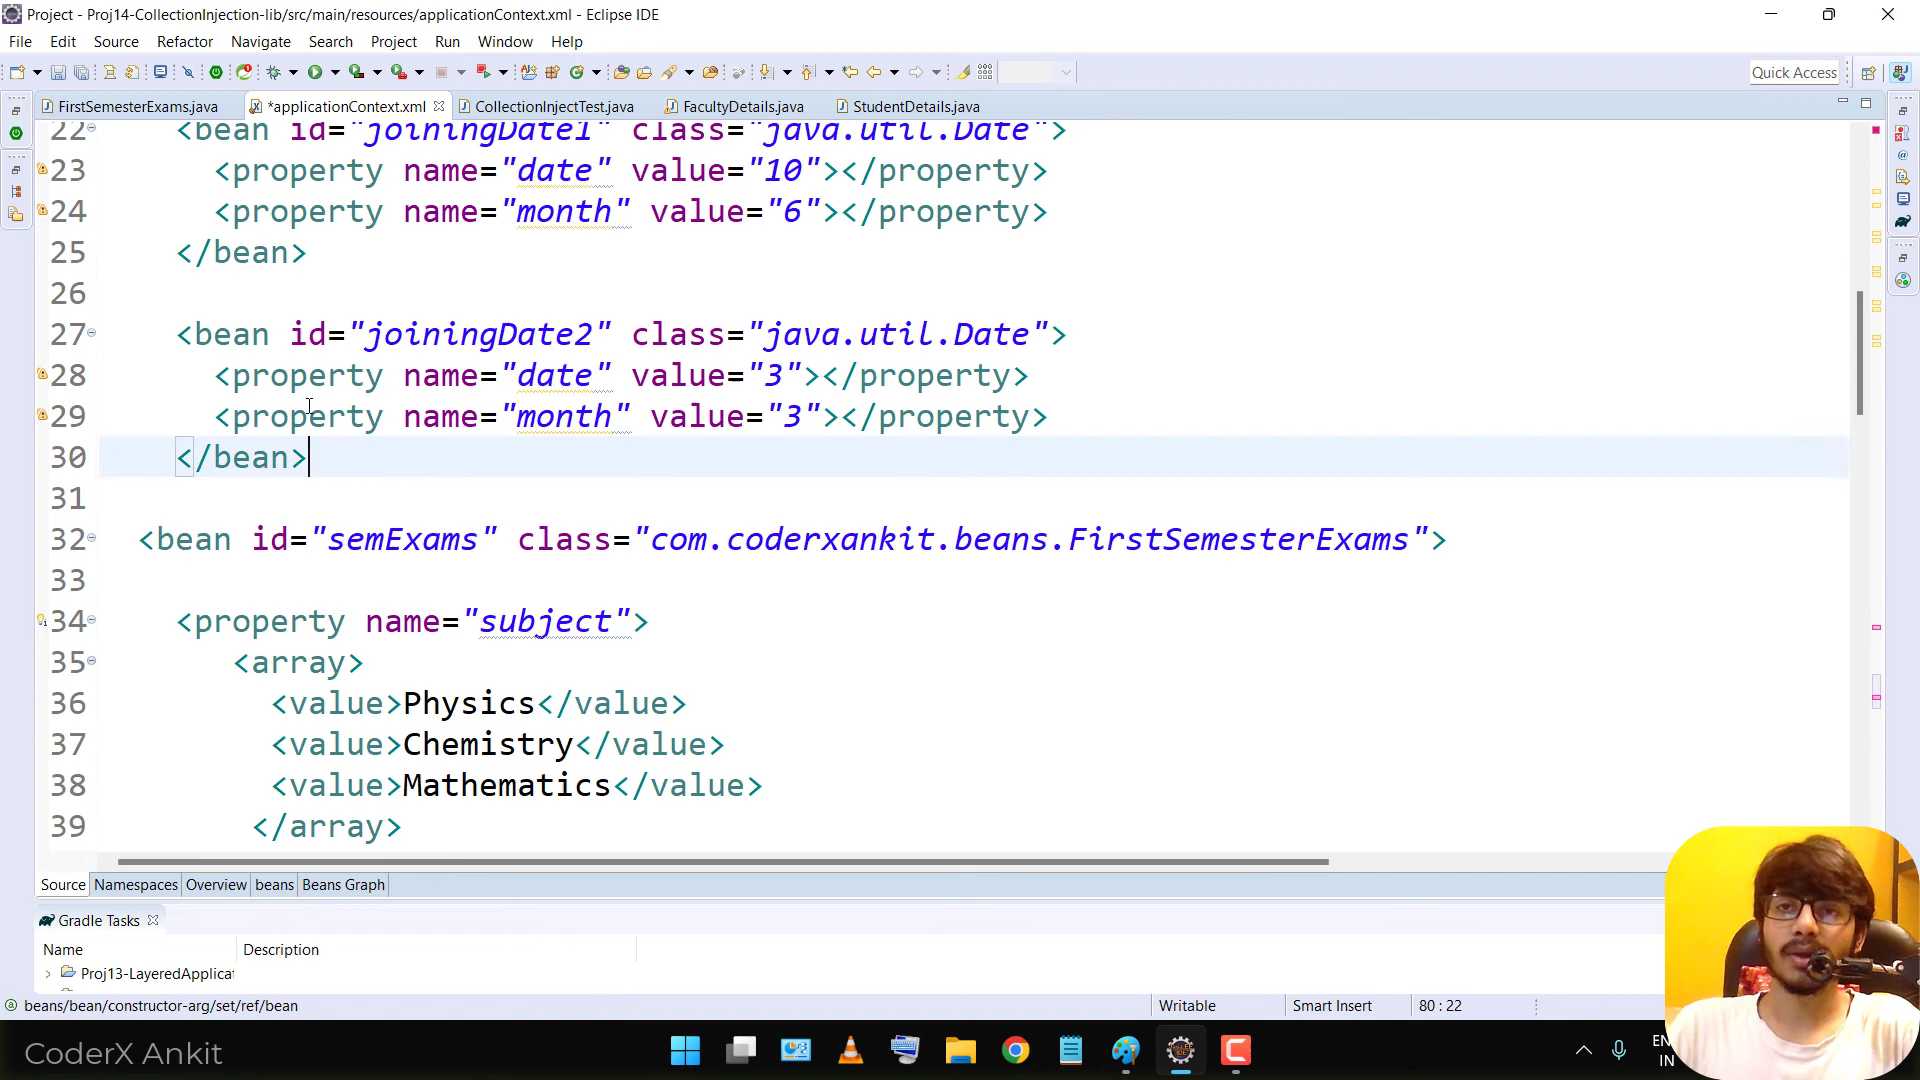 Project - Proj14-CollectionInjection-lib/src/main/resources/applicationContext.xml - Eclipse IDE
File Edit Source Refactor Navigate Search Project Run Window Help
Quick Access
FirstSemesterExams.java *applicationContext.xml CollectionInjectTest.java FacultyDetails.java StudentDetails.java
22 <bean id="joiningDate1" class="java.util.Date">
23 <property name="date" value="10"></property>
24 <property name="month" value="6"></property>
25 </bean>
26
27 <bean id="joiningDate2" class="java.util.Date">
28 <property name="date" value="3"></property>
29 <property name="month" value="3"></property>
30 </bean>
31
32 <bean id="semExams" class="com.coderxankit.beans.FirstSemesterExams">
33
34 <property name="subject">
35 <array>
36 <value>Physics</value>
37 <value>Chemistry</value>
38 <value>Mathematics</value>
39 </array>
Source Namespaces Overview beans Beans Graph
Gradle Tasks
Name Description
Proj13-LayeredApplicat
beans/bean/constructor-arg/set/ref/bean Writable Smart Insert 80 : 22
CoderX Ankit
EN
IN